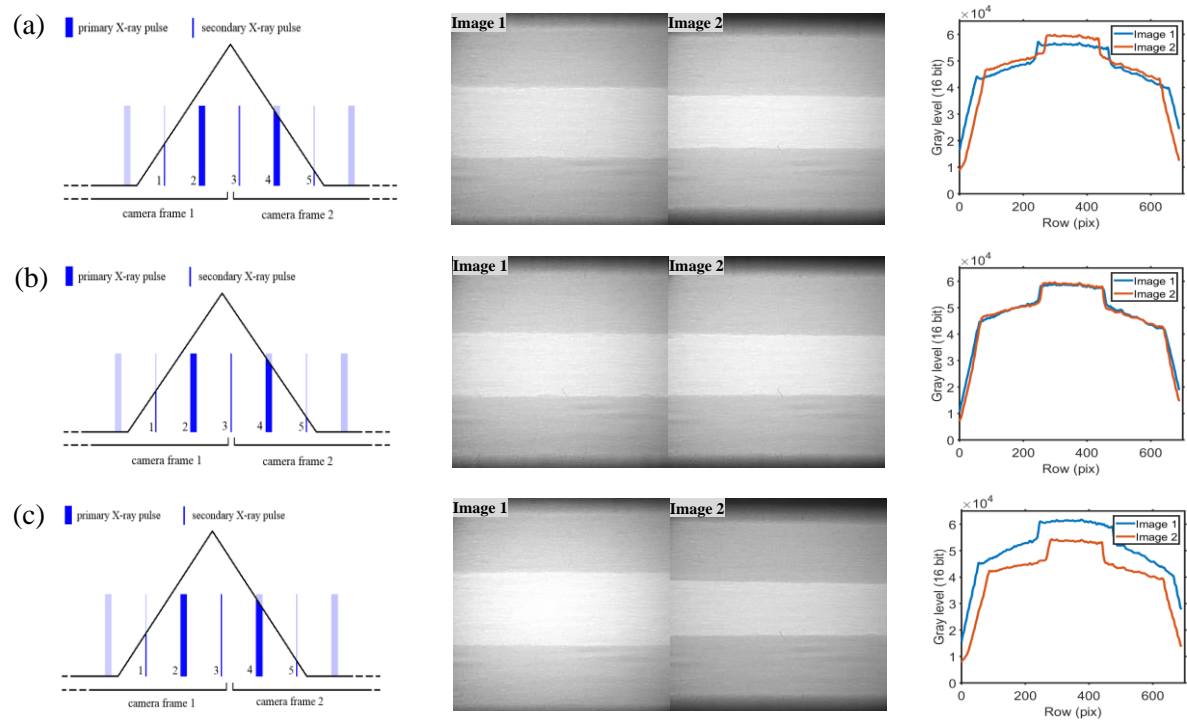 (a)
primary X-ray pulse secondary X-ray pulse
1 2 3 4 5
camera frame 1 camera frame 2
Image 1 Image 2
×10⁴
6
5
4
3
2
1
0
0 200 400 600
Gray level (16 bit)
Row (pix)
Image 1
Image 2
(b)
primary X-ray pulse secondary X-ray pulse
1 2 3 4 5
camera frame 1 camera frame 2
Image 1 Image 2
×10⁴
6
5
4
3
2
1
0
0 200 400 600
Gray level (16 bit)
Row (pix)
Image 1
Image 2
(c)
primary X-ray pulse secondary X-ray pulse
1 2 3 4 5
camera frame 1 camera frame 2
Image 1 Image 2
×10⁴
6
5
4
3
2
1
0
0 200 400 600
Gray level (16 bit)
Row (pix)
Image 1
Image 2